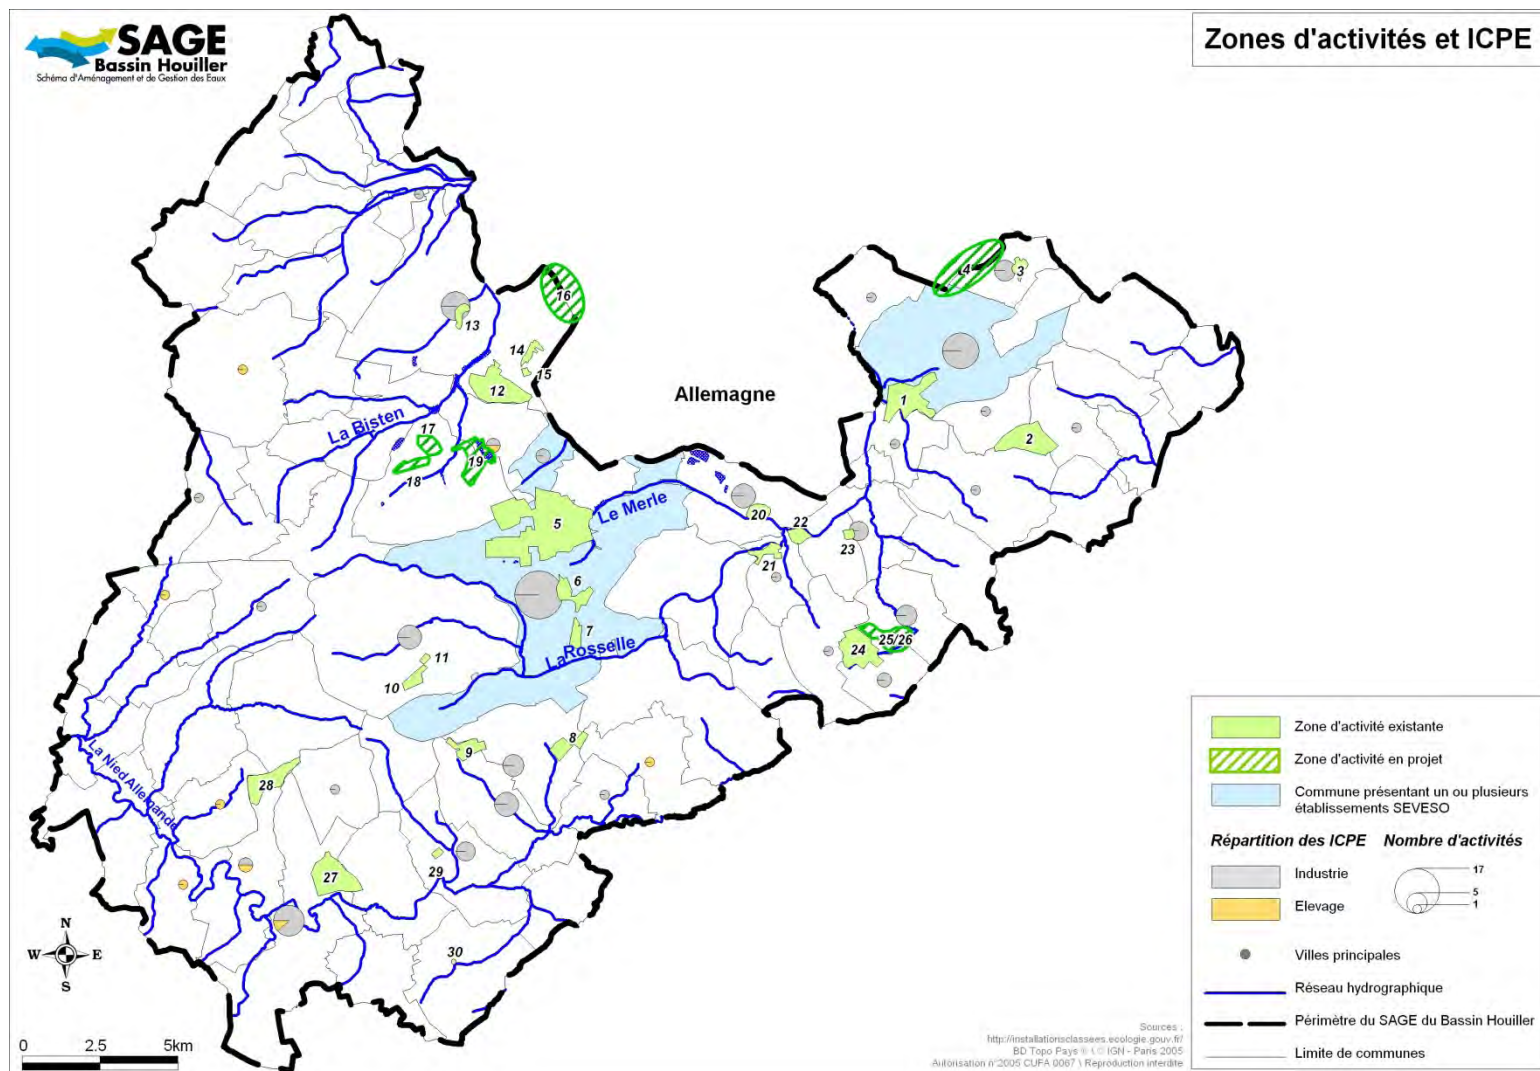 SAGE
Bassin Houiller
Schéma d'Aménagement et de Gestion des Eaux
Zones d'activités et ICPE
4
3
16
13
14
15
12
Allemagne
1
2
La Bisten
17
18
19
5
Le Merle
20
22
23
21
6
7
La Rosselle
25/26
24
11
10
9
8
La Nied Allemande
28
27
29
30
N
W
E
S
0
2.5
5km
Zone d'activité existante
Zone d'activité en projet
Commune présentant un ou plusieurs
établissements SEVESO
Répartition des ICPE
Nombre d'activités
Industrie
Elevage
17
5
1
Villes principales
Réseau hydrographique
Périmètre du SAGE du Bassin Houiller
Limite de communes
Sources :
http://installationsclassees.ecologie.gouv.fr/
BD Topo Pays ® \ © IGN - Paris 2005
Autorisation n°2005 CUFA 0067 \ Reproduction interdite